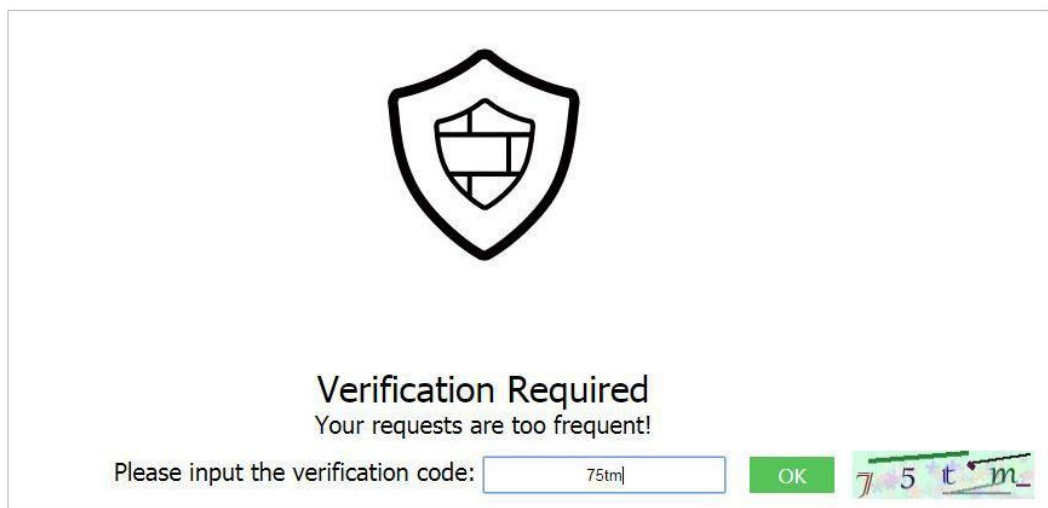 Verification Required
Your requests are too frequent!
Please input the verification code: 75tm OK